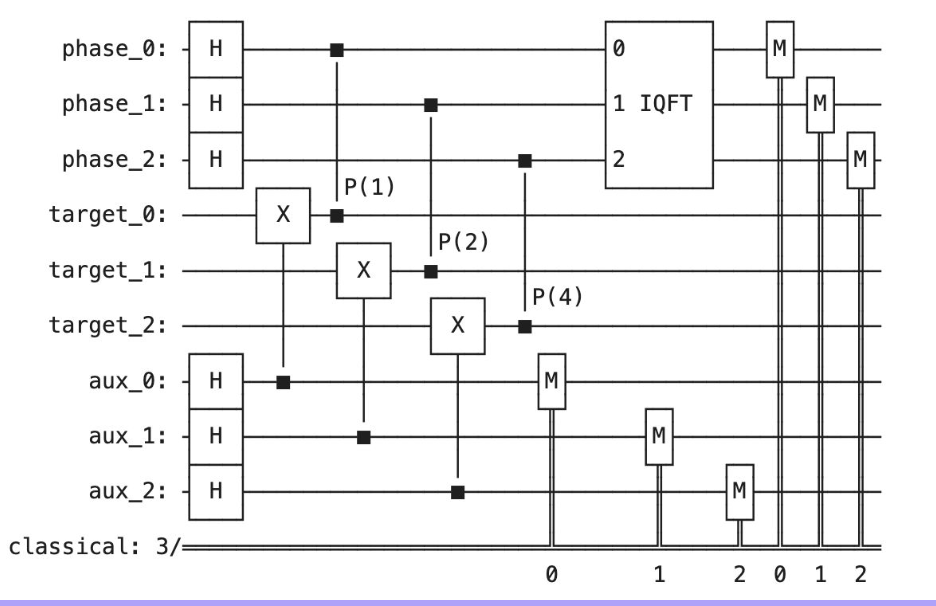 phase_0: H 0 M
phase_1: H 1 IQFT M
phase_2: H 2 M
P(1)
target_0: X
P(2)
target_1: X
P(4)
target_2: X
aux_0: H M
aux_1: H M
aux_2: H M
classical: 3/
0 1 2 0 1 2